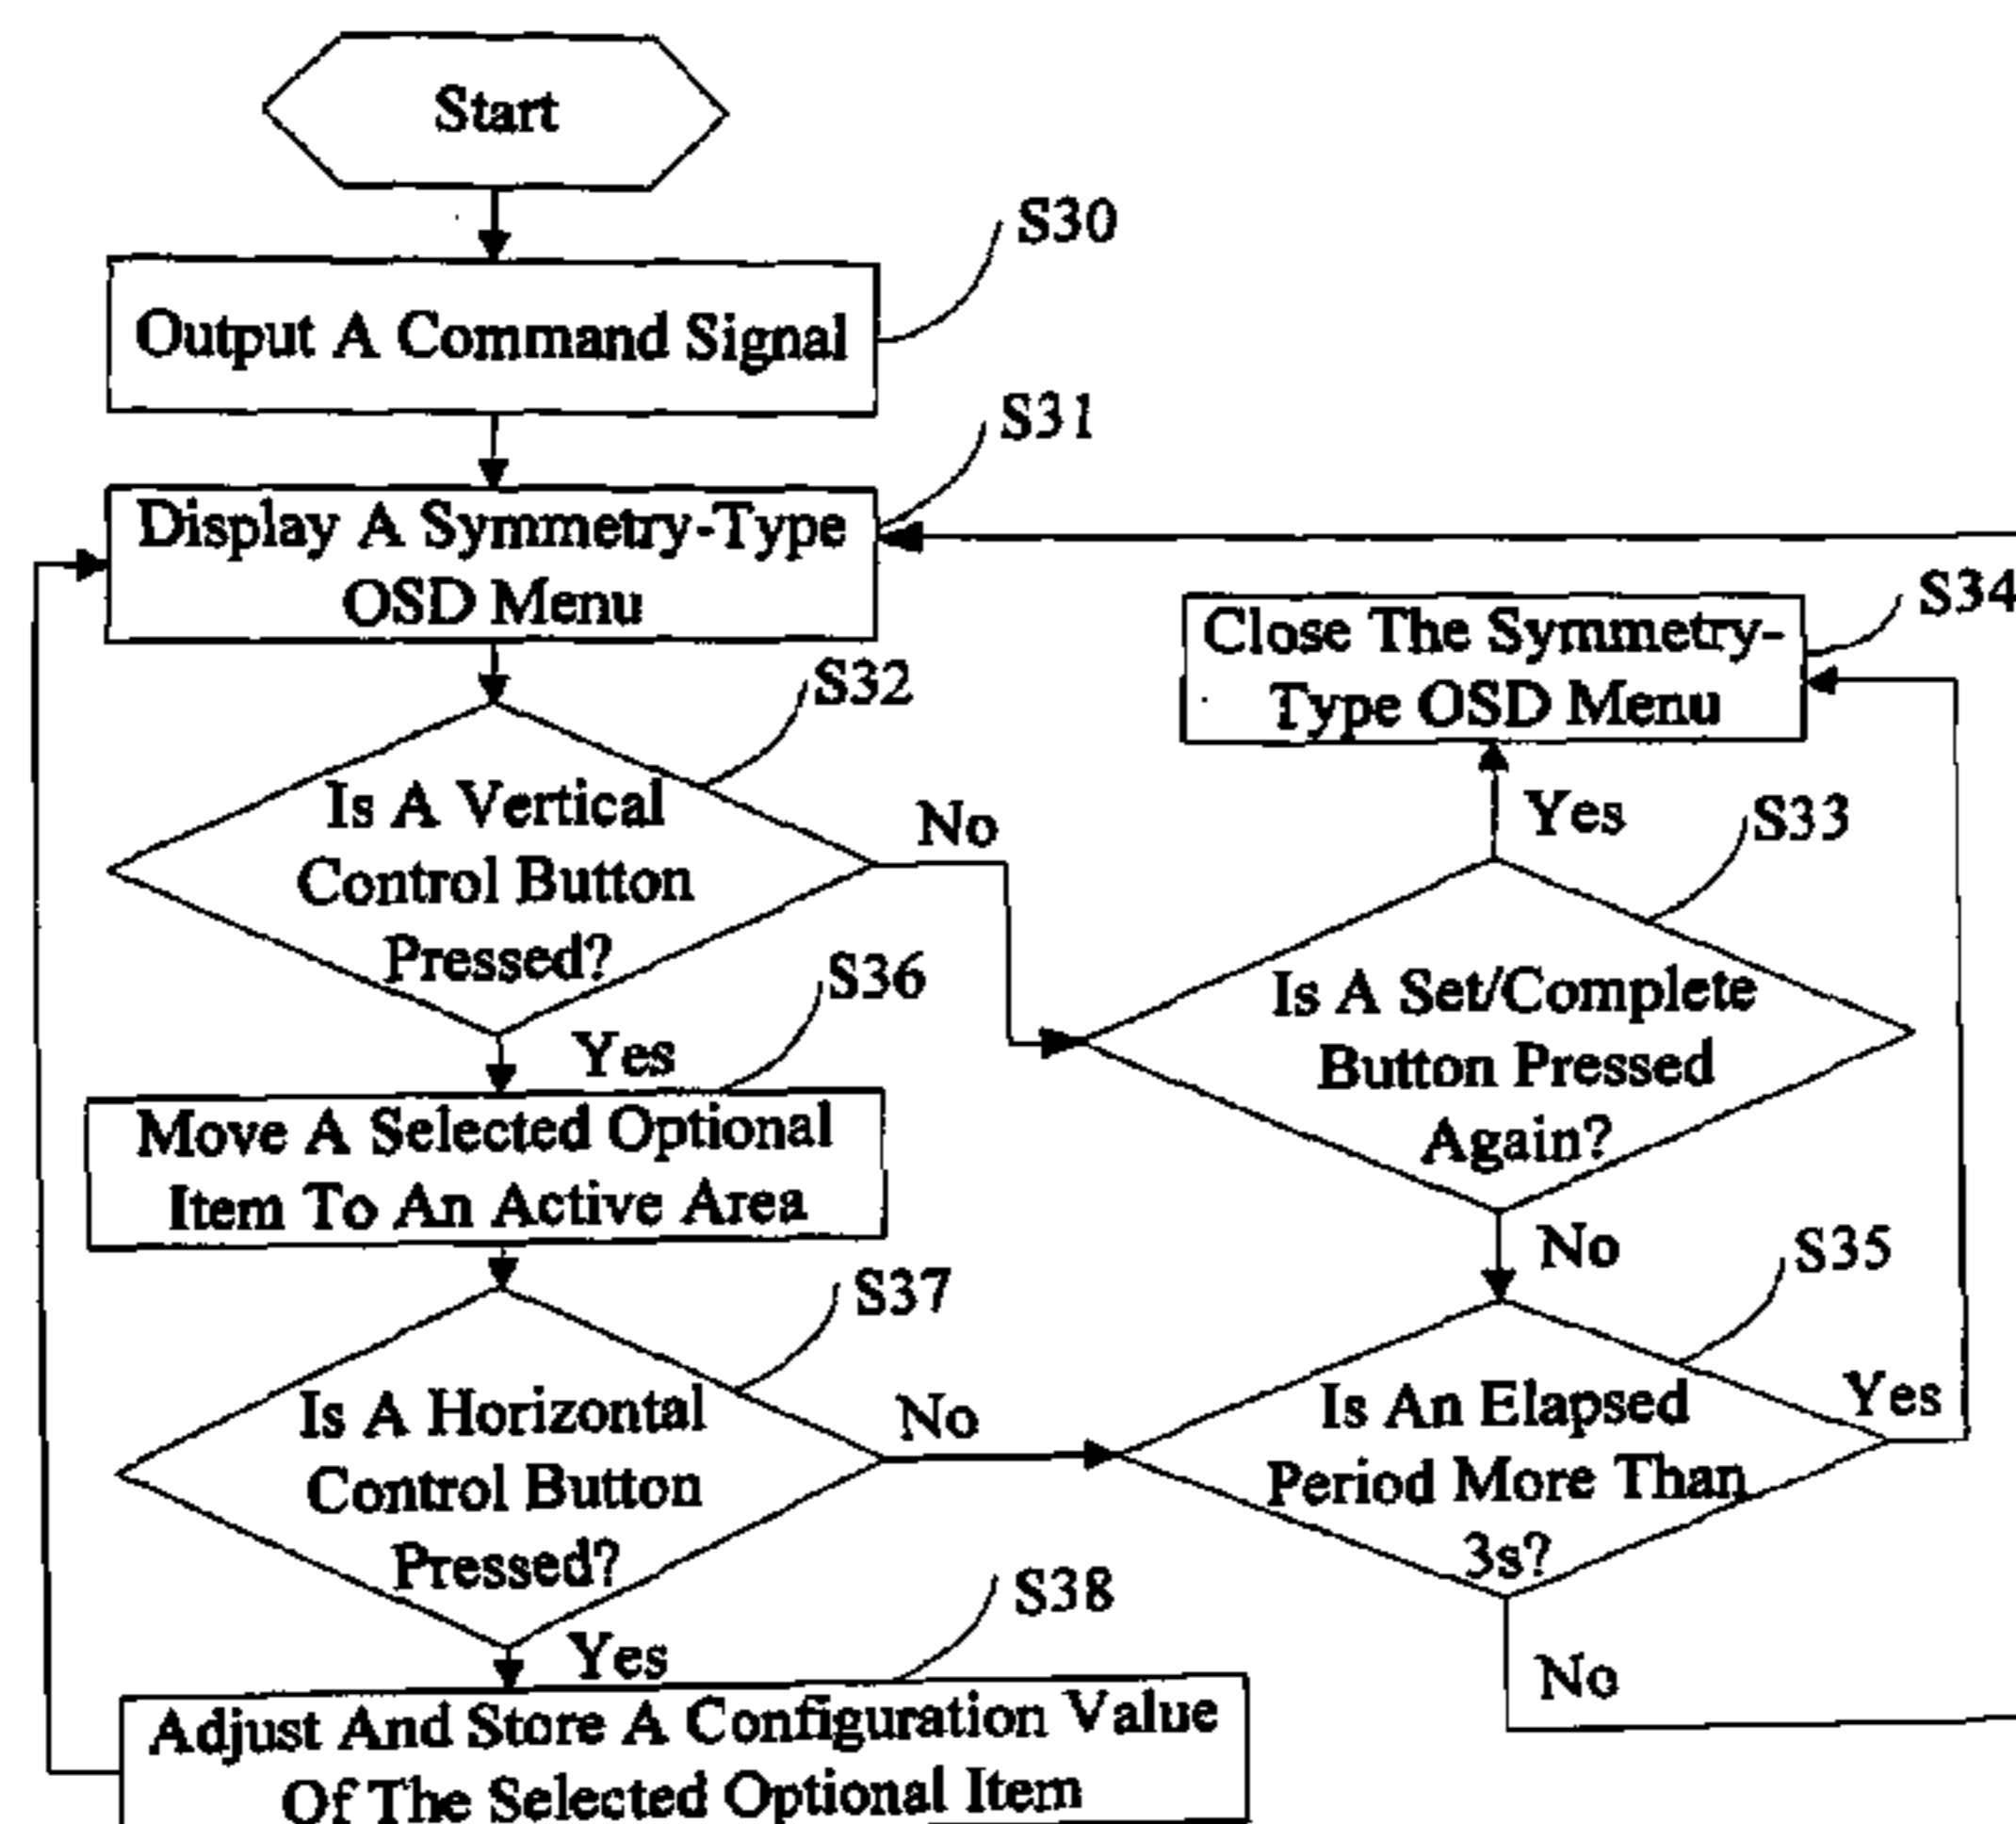 Start
S30
Output A Command Signal
S31
Display A Symmetry-Type
OSD Menu
S34
Close The Symmetry-
Type OSD Menu
S32
Is A Vertical
Control Button
Pressed?
No
Yes
S33
Is A Set/Complete
Button Pressed
Again?
Yes
S36
Move A Selected Optional
Item To An Active Area
No
S35
S37
Is A Horizontal
Control Button
Pressed?
No
Is An Elapsed
Period More Than
3s?
Yes
Yes
S38
No
Adjust And Store A Configuration Value
Of The Selected Optional Item